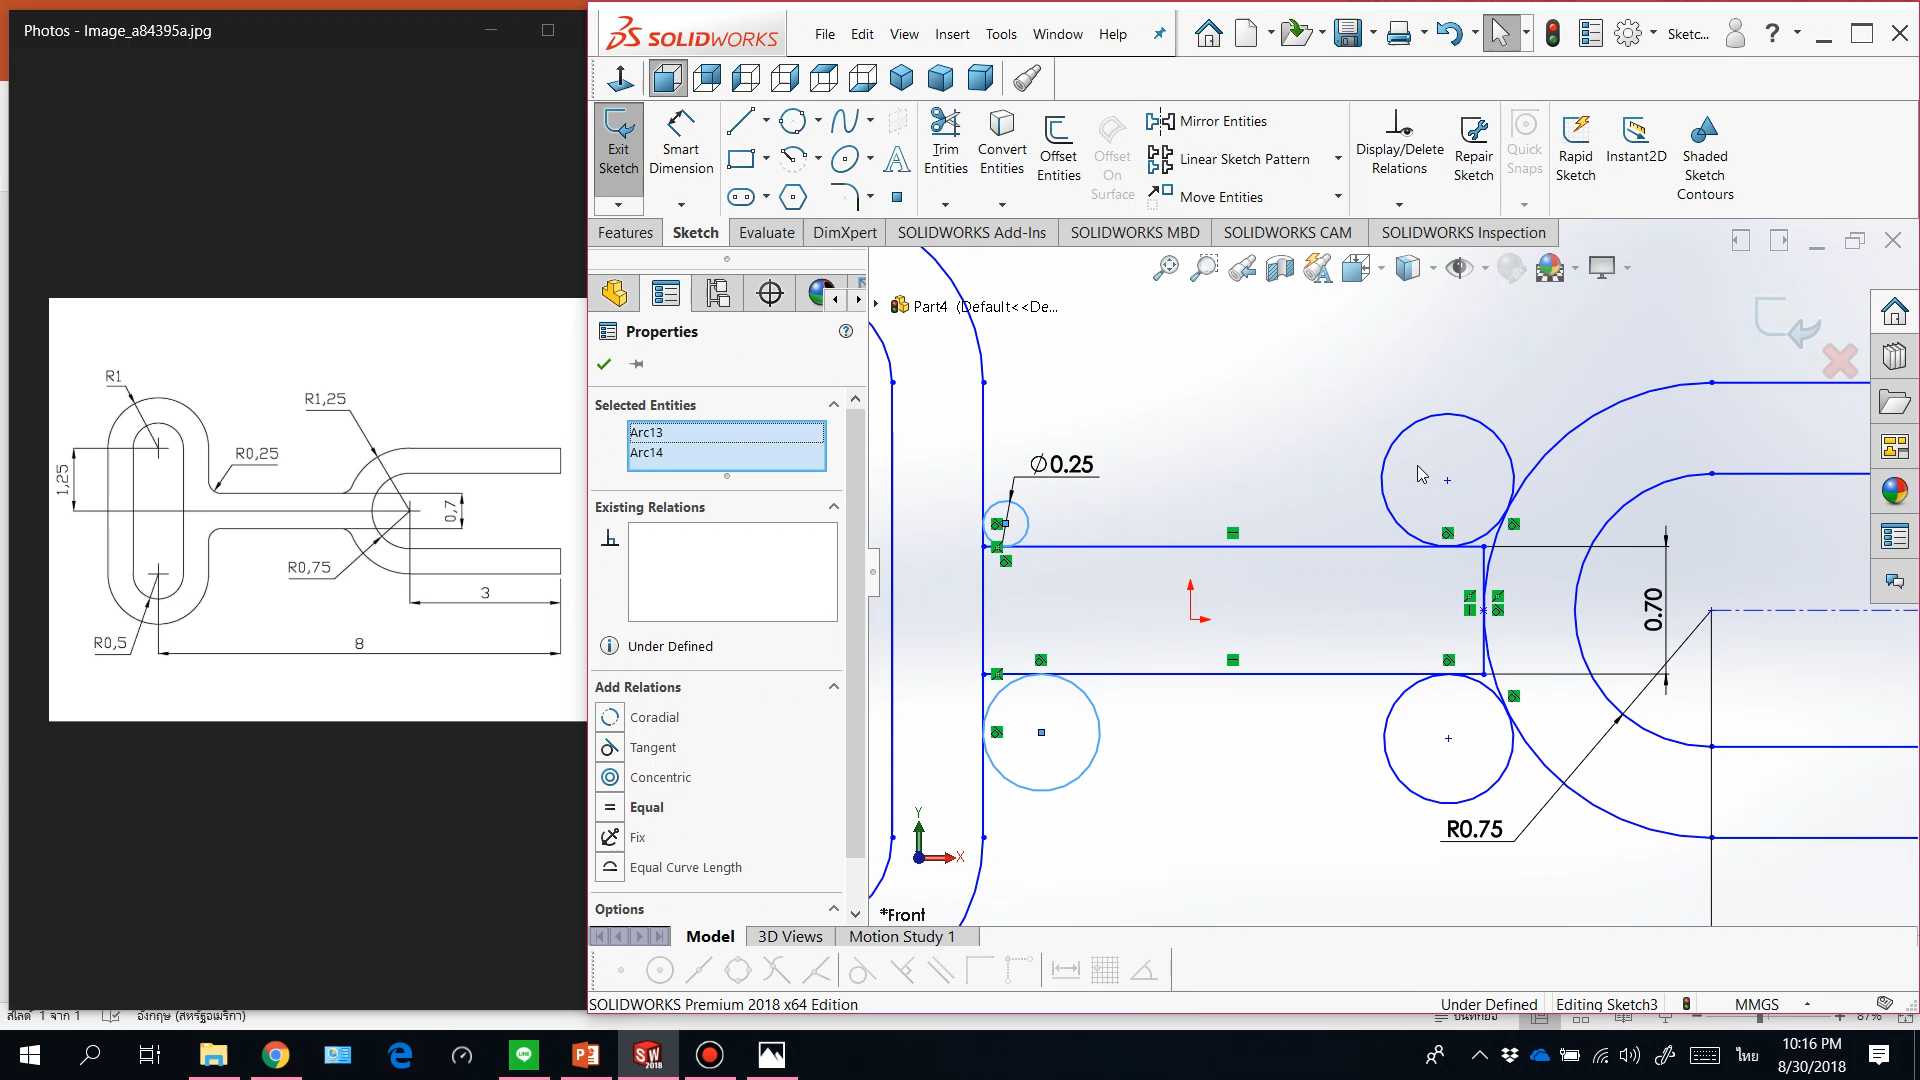 Photos - Image_a84395a.jpg
R1
R1,25
R0,25
1,25
0,7
R0,75
3
R0,5
8
SOLIDWORKS
File Edit View Insert Tools Window Help
Sketc... ?
Exit Sketch
Smart Dimension
Trim Entities
Convert Entities
Offset Entities
Offset On Surface
Mirror Entities
Linear Sketch Pattern
Move Entities
Display/Delete Relations
Repair Sketch
Quick Snaps
Rapid Sketch
Instant2D
Shaded Sketch Contours
Features Sketch Evaluate DimXpert SOLIDWORKS Add-Ins SOLIDWORKS MBD SOLIDWORKS CAM SOLIDWORKS Inspection
Part4 (Default<<De...
Properties
Selected Entities
Arc13
Arc14
Existing Relations
Under Defined
Add Relations
Coradial
Tangent
Concentric
Equal
Fix
Equal Curve Length
Options
∅0.25
0.70
R0.75
Y
X
*Front
Model 3D Views Motion Study 1
SOLIDWORKS Premium 2018 x64 Edition
Under Defined Editing Sketch3 MMGS
สไลด์ 1 จาก 1 อังกฤษ (สหรัฐอเมริกา)
87%
ไทย
10:16 PM
8/30/2018